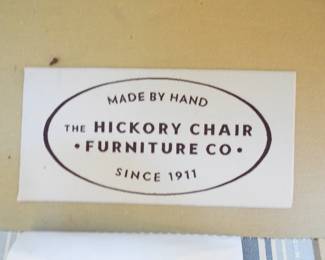 MADE BY HAND
THE HICKORY CHAIR
• FURNITURE CO •
SINCE 1911